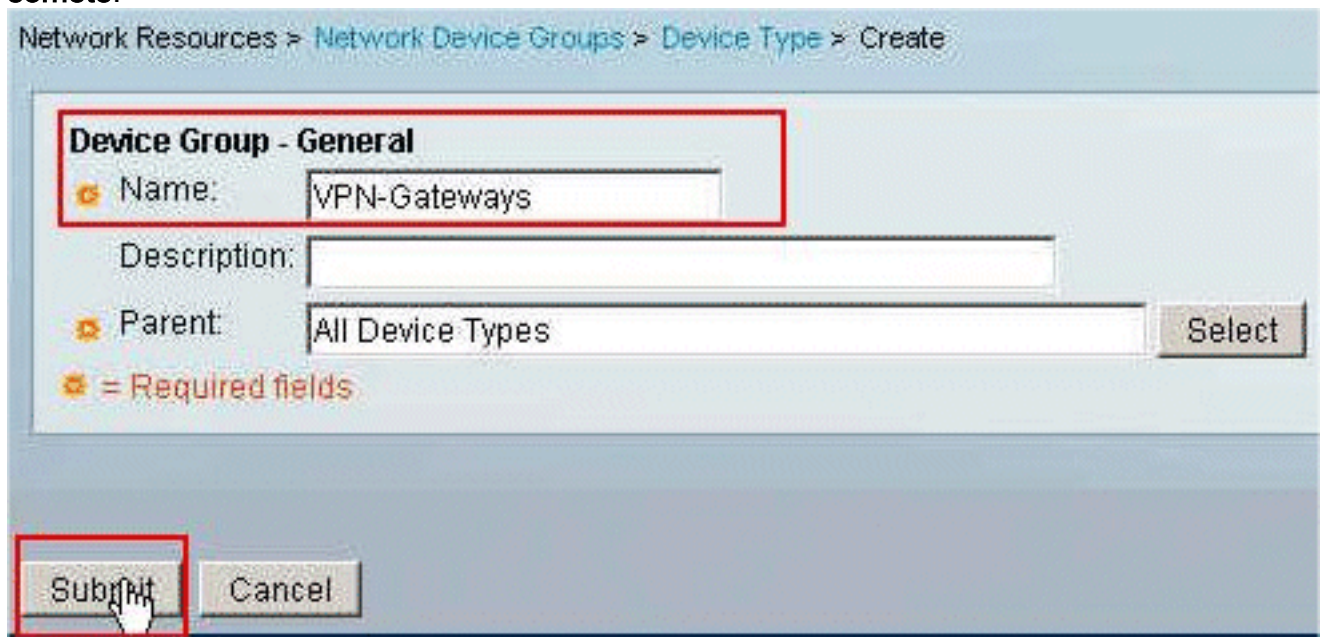 Network Resources > Network Device Groups > Device Type > Create
Device Group - General
Name: VPN-Gateways
Description:
Parent: All Device Types Select
= Required fields
Submit Cancel